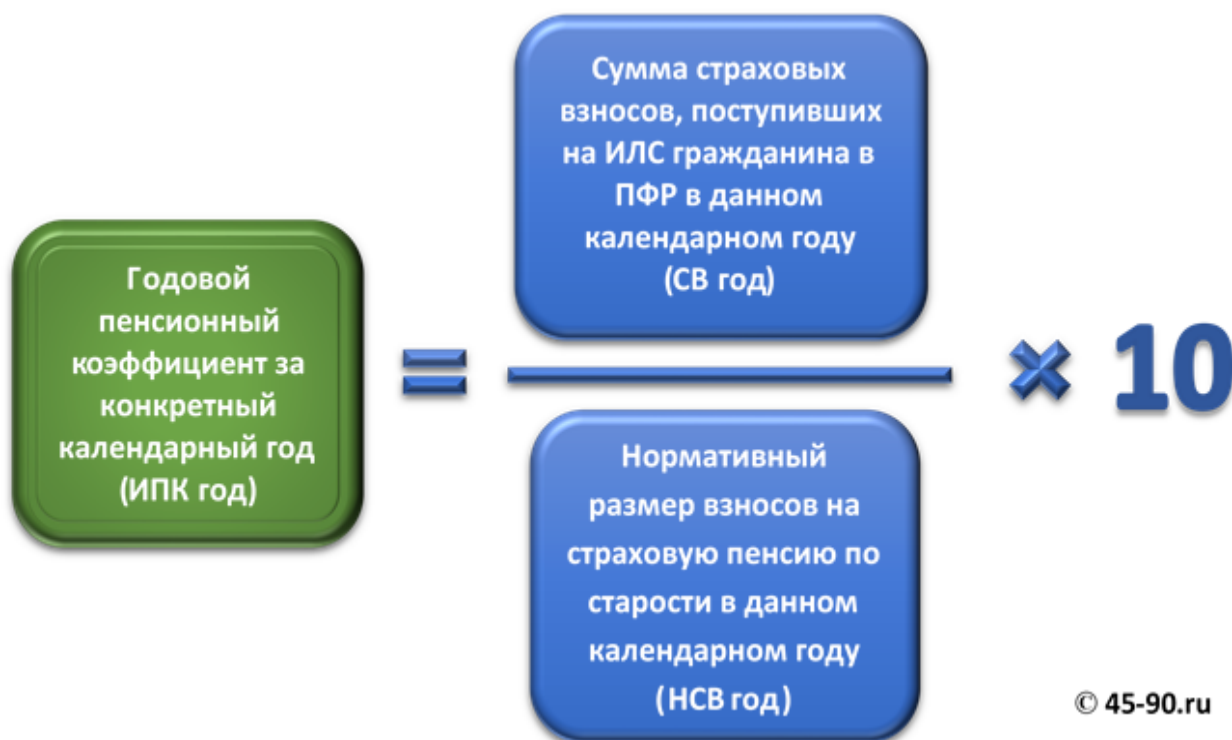 Годовой
пенсионный
коэффициент за
конкретный
календарный год
(ИПК год)
=
Сумма страховых
взносов, поступивших
на ИЛС гражданина в
ПФР в данном
календарном году
(СВ год)
Нормативный
размер взносов на
страховую пенсию по
старости в данном
календарном году
(НСВ год)
× 10
© 45-90.ru